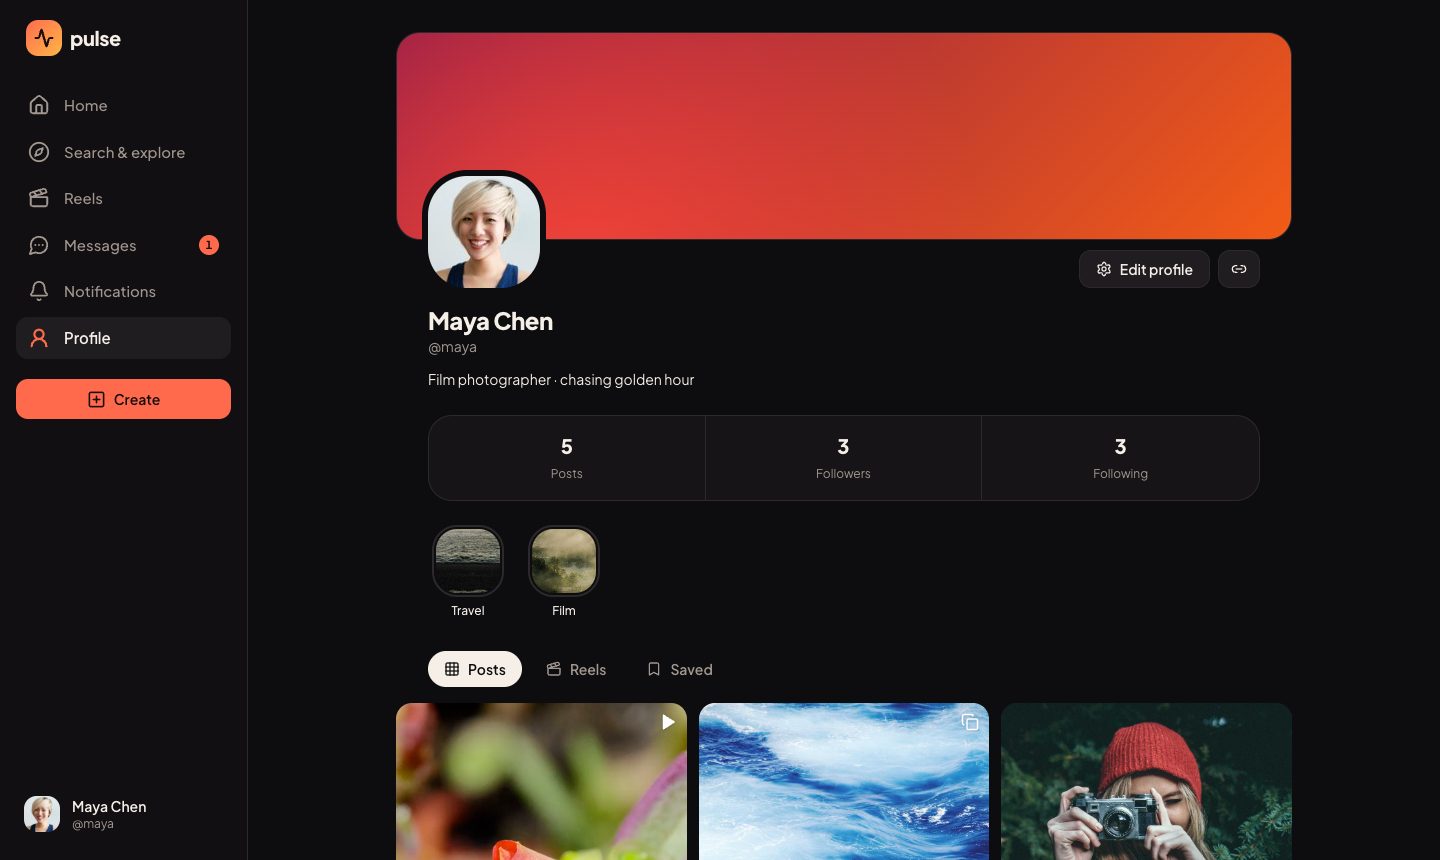 pulse
Home
Search & explore
Reels
Messages
1
Notifications
Profile
Create
Maya Chen
@maya
Edit profile
Maya Chen
@maya
Film photographer · chasing golden hour
5
Posts
3
Followers
3
Following
Travel
Film
Posts
Reels
Saved